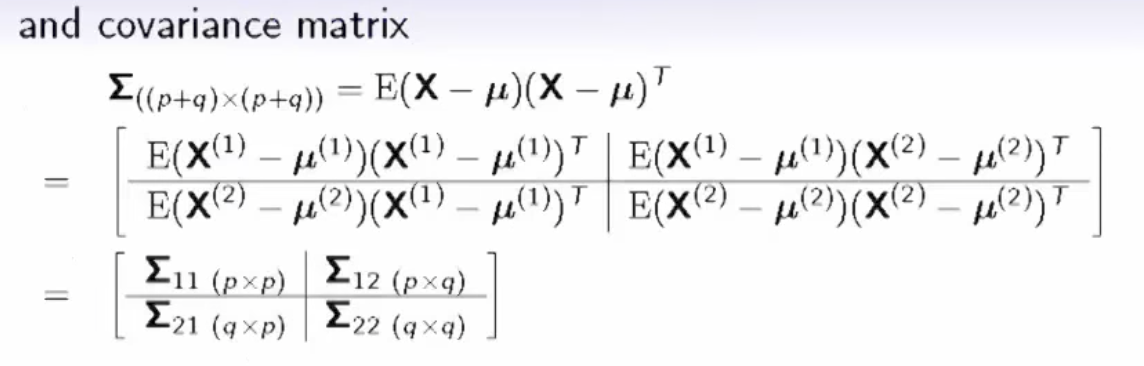 and covariance matrix
Σ((p+q)×(p+q)) = E(X − μ)(X − μ)ᵀ
= [ E(X⁽¹⁾ − μ⁽¹⁾)(X⁽¹⁾ − μ⁽¹⁾)ᵀ | E(X⁽¹⁾ − μ⁽¹⁾)(X⁽²⁾ − μ⁽²⁾)ᵀ
E(X⁽²⁾ − μ⁽²⁾)(X⁽¹⁾ − μ⁽¹⁾)ᵀ | E(X⁽²⁾ − μ⁽²⁾)(X⁽²⁾ − μ⁽²⁾)ᵀ ]
= [ Σ₁₁ (p×p) | Σ₁₂ (p×q)
Σ₂₁ (q×p) | Σ₂₂ (q×q) ]